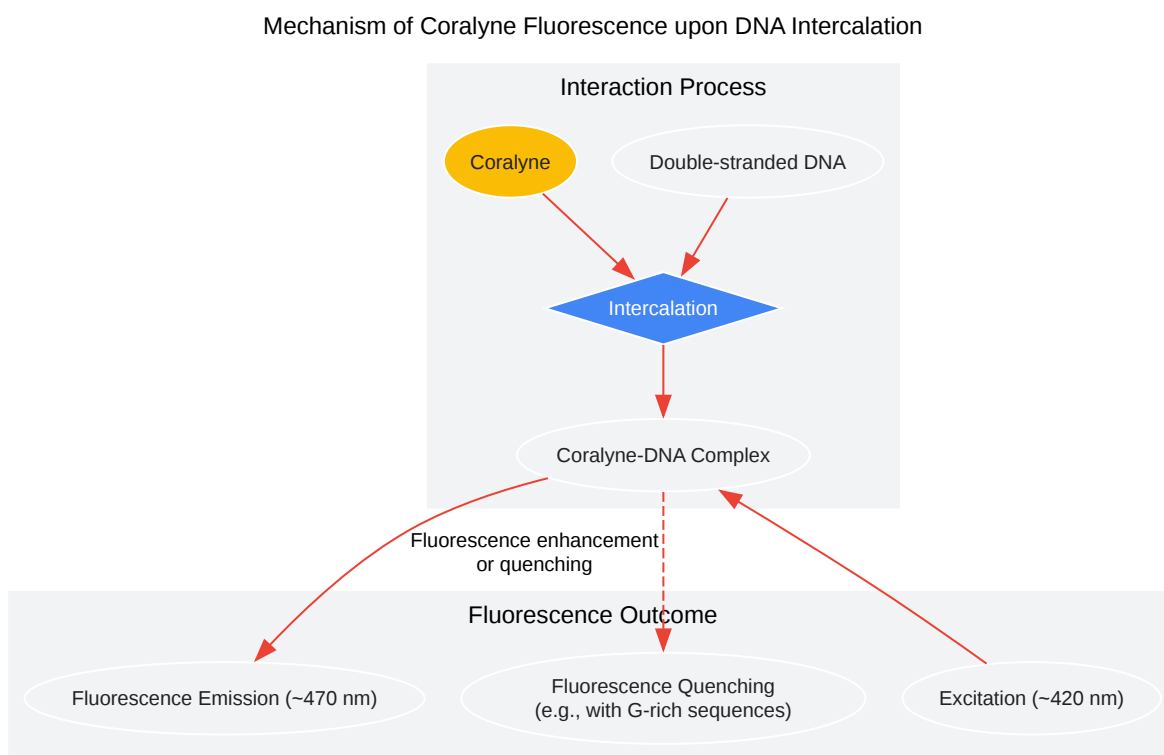 Mechanism of Coralyne Fluorescence upon DNA Intercalation
Interaction Process
Coralyne
Double-stranded DNA
Intercalation
Coralyne-DNA Complex
Fluorescence enhancement
or quenching
Fluorescence Outcome
Fluorescence Emission (~470 nm)
Fluorescence Quenching
(e.g., with G-rich sequences)
Excitation (~420 nm)